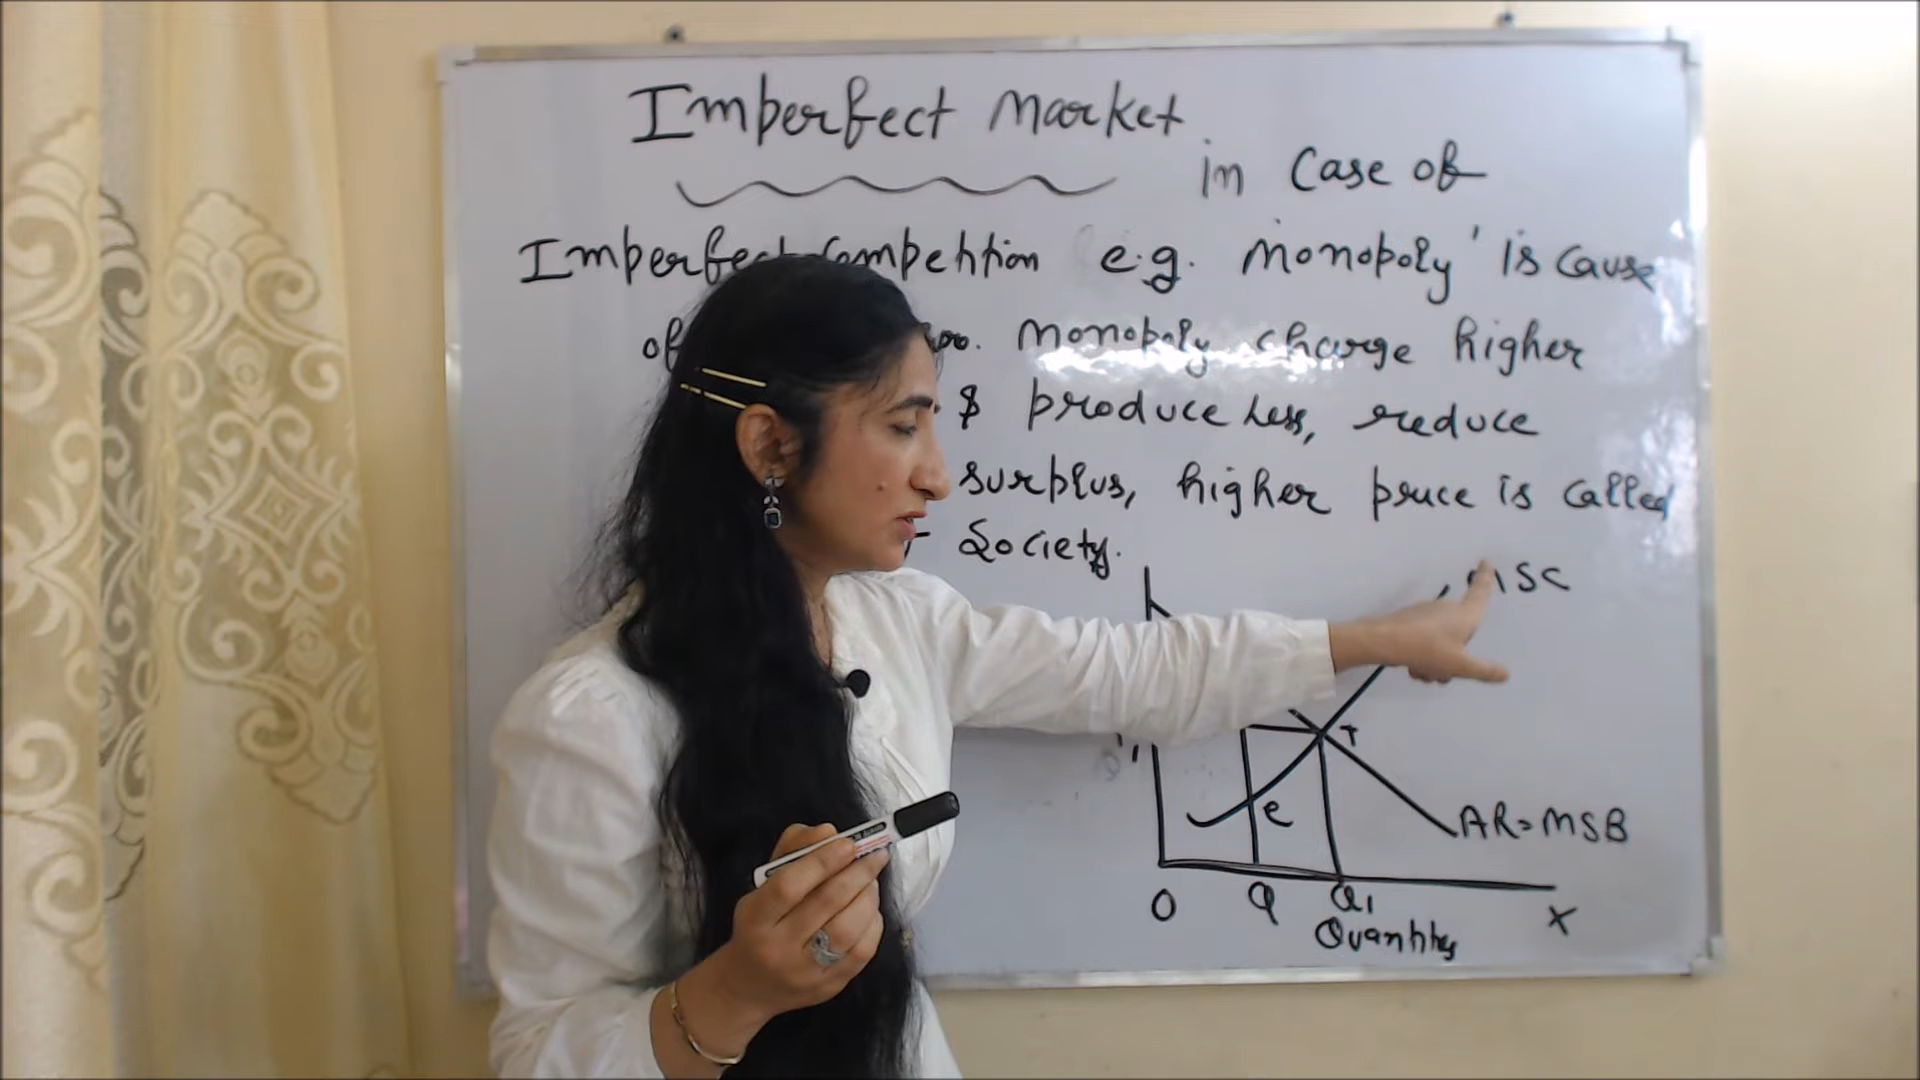 Imperfect Market
in Case of
Imperfect Competition e.g. 'Monopoly' is Cause
of Monopoly charge higher
& produce less, reduce
surplus, higher price is called
Society.
MSC
T
e
AR=MSB
O Q Q1 X
Quantity